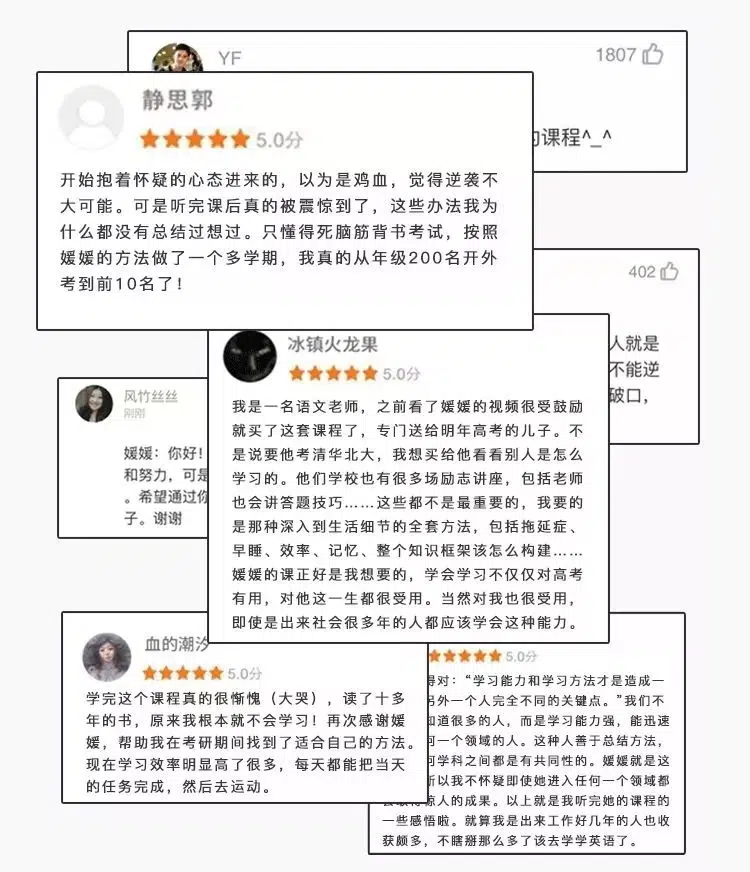 YF
1807
的课程^_^
静思郭
5.0分
开始抱着怀疑的心态进来的，以为是鸡血，觉得逆袭不
大可能。可是听完课后真的被震惊到了，这些办法我为
什么都没有总结过想过。只懂得死脑筋背书考试，按照
媛媛的方法做了一个多学期，我真的从年级200名开外
考到前10名了！
402
人就是
不能逆
破口，
冰镇火龙果
5.0分
我是一名语文老师，之前看了媛媛的视频很受鼓励
就买了这套课程了，专门送给明年高考的儿子。不
是说要他考清华北大，我想买给他看看别人是怎么
学习的。他们学校也有很多场励志讲座，包括老师
也会讲答题技巧……这些都不是最重要的，我要的
是那种深入到生活细节的全套方法，包括拖延症、
早睡、效率、记忆、整个知识框架该怎么构建……
媛媛的课正好是我想要的，学会学习不仅仅对高考
有用，对他这一生都很受用。当然对我也很受用，
即使是出来社会很多年的人都应该学会这种能力。
风竹丝丝
刚刚
媛媛：你好！
和努力，可是
。希望通过你
子。谢谢
血的潮汐
5.0分
学完这个课程真的很惭愧（大哭），读了十多
年的书，原来我根本就不会学习！再次感谢媛
媛，帮助我在考研期间找到了适合自己的方法。
现在学习效率明显高了很多，每天都能把当天
的任务完成，然后去运动。
5.0分
得对：“学习能力和学习方法才是造成一
另外一个人完全不同的关键点。”我们不
知道很多的人，而是学习能力强，能迅速
何一个领域的人。这种人善于总结方法，
何学科之间都是有共同性的。媛媛就是这
所以我不怀疑即使她进入任何一个领域都
惊人的成果。以上就是我听完她的课程的
一些感悟啦。就算我是出来工作好几年的人也收
获颇多，不瞎掰那么多了该去学学英语了。